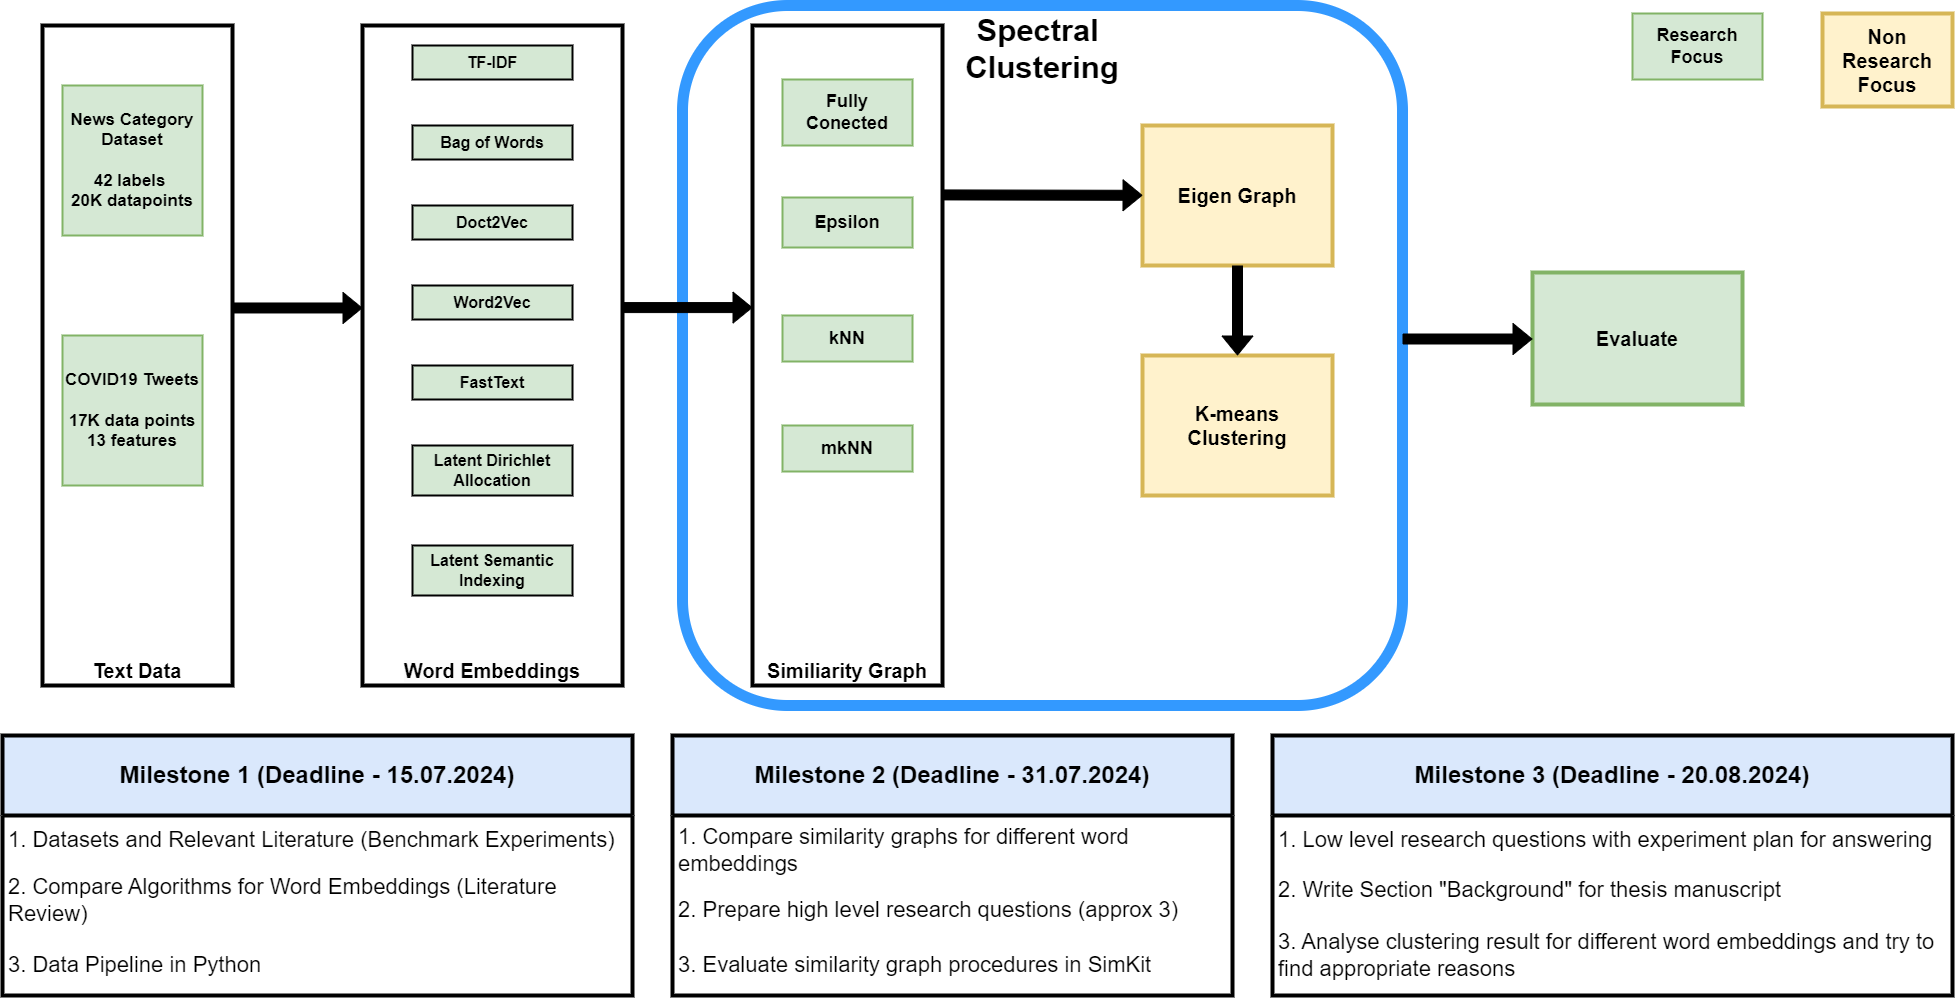 Spectral
Clustering
Research
Focus
Non
Research
Focus
News Category
Dataset
42 labels
20K datapoints
COVID19 Tweets
17K data points
13 features
Text Data
TF-IDF
Bag of Words
Doct2Vec
Word2Vec
FastText
Latent Dirichlet
Allocation
Latent Semantic
Indexing
Word Embeddings
Fully
Conected
Epsilon
kNN
mkNN
Similiarity Graph
Eigen Graph
K-means
Clustering
Evaluate
Milestone 1 (Deadline - 15.07.2024)
1. Datasets and Relevant Literature (Benchmark Experiments)
2. Compare Algorithms for Word Embeddings (Literature
Review)
3. Data Pipeline in Python
Milestone 2 (Deadline - 31.07.2024)
1. Compare similarity graphs for different word
embeddings
2. Prepare high level research questions (approx 3)
3. Evaluate similarity graph procedures in SimKit
Milestone 3 (Deadline - 20.08.2024)
1. Low level research questions with experiment plan for answering
2. Write Section "Background" for thesis manuscript
3. Analyse clustering result for different word embeddings and try to
find appropriate reasons